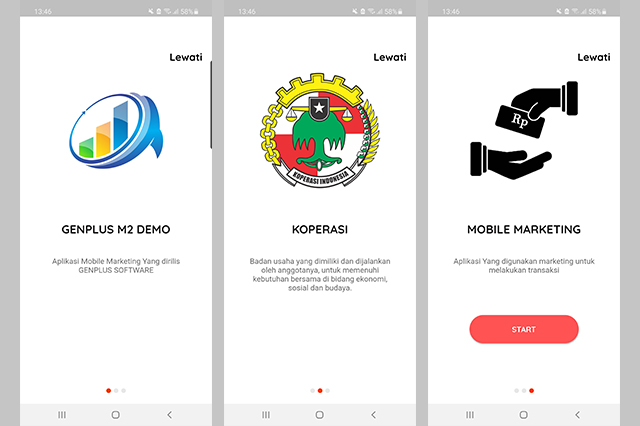 13.46
58%
Lewati
GENPLUS M2 DEMO
Aplikasi Mobile Marketing Yang dirilis
GENPLUS SOFTWARE
13.46
58%
Lewati
KOPERASI INDONESIA
KOPERASI
Badan usaha yang dimiliki dan dijalankan
oleh anggotanya, untuk memenuhi
kebutuhan bersama di bidang ekonomi,
sosial dan budaya.
13.46
58%
Lewati
Rp
MOBILE MARKETING
Aplikasi Yang digunakan marketing untuk
melakukan transaksi
START